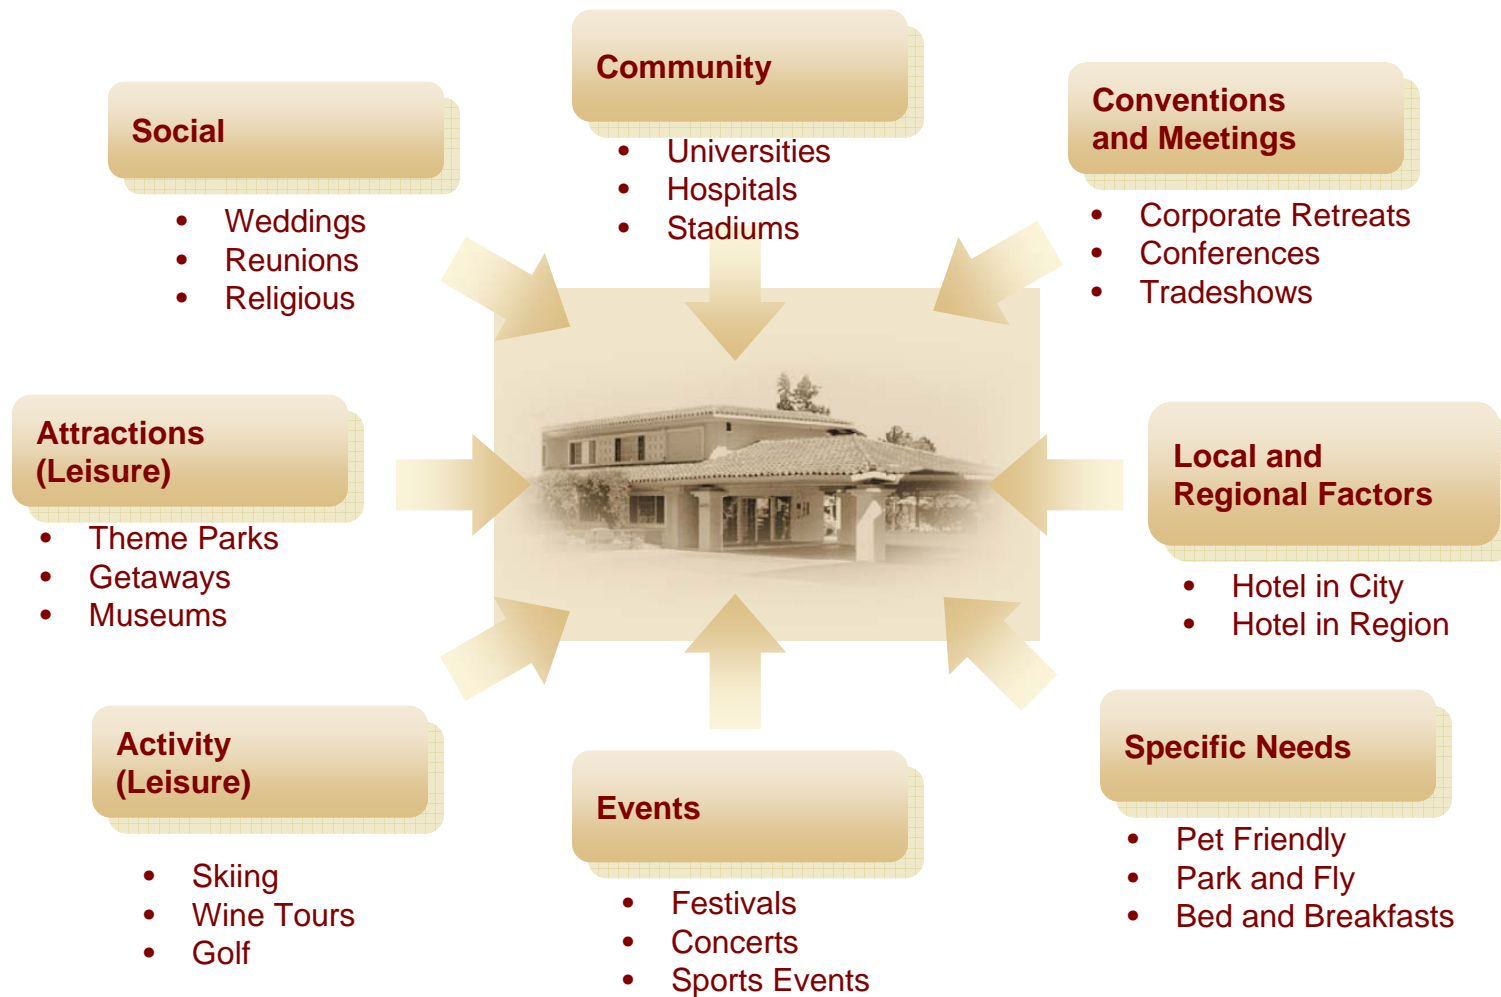 Community
• Universities
• Hospitals
• Stadiums
Social
• Weddings
• Reunions
• Religious
Conventions
and Meetings
• Corporate Retreats
• Conferences
• Tradeshows
Attractions
(Leisure)
• Theme Parks
• Getaways
• Museums
Local and
Regional Factors
• Hotel in City
• Hotel in Region
Activity
(Leisure)
• Skiing
• Wine Tours
• Golf
Events
• Festivals
• Concerts
• Sports Events
Specific Needs
• Pet Friendly
• Park and Fly
• Bed and Breakfasts